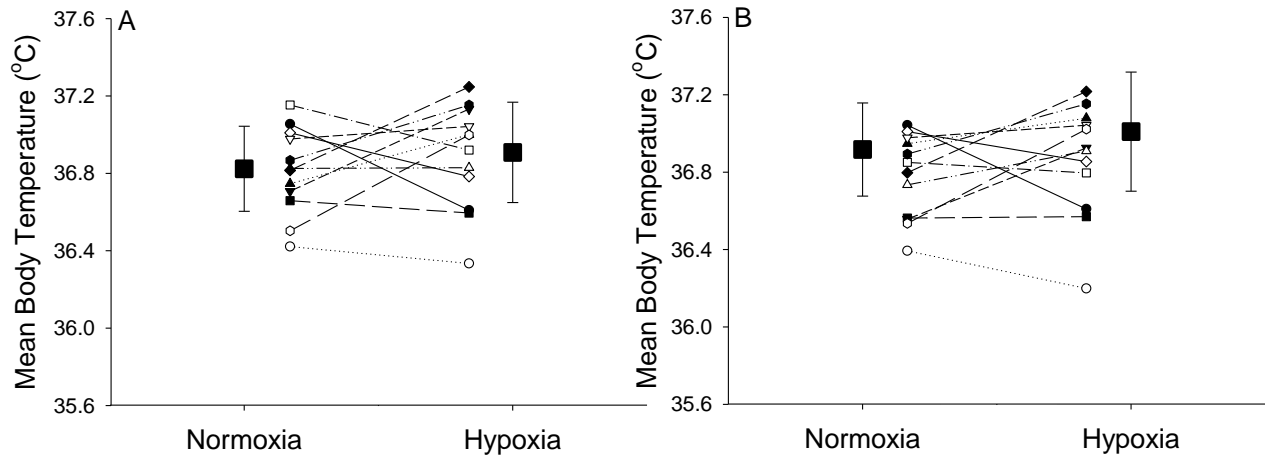 A
Mean Body Temperature (°C)
37.6
37.2
36.8
36.4
36.0
35.6
Normoxia
Hypoxia
B
Mean Body Temperature (°C)
37.6
37.2
36.8
36.4
36.0
35.6
Normoxia
Hypoxia